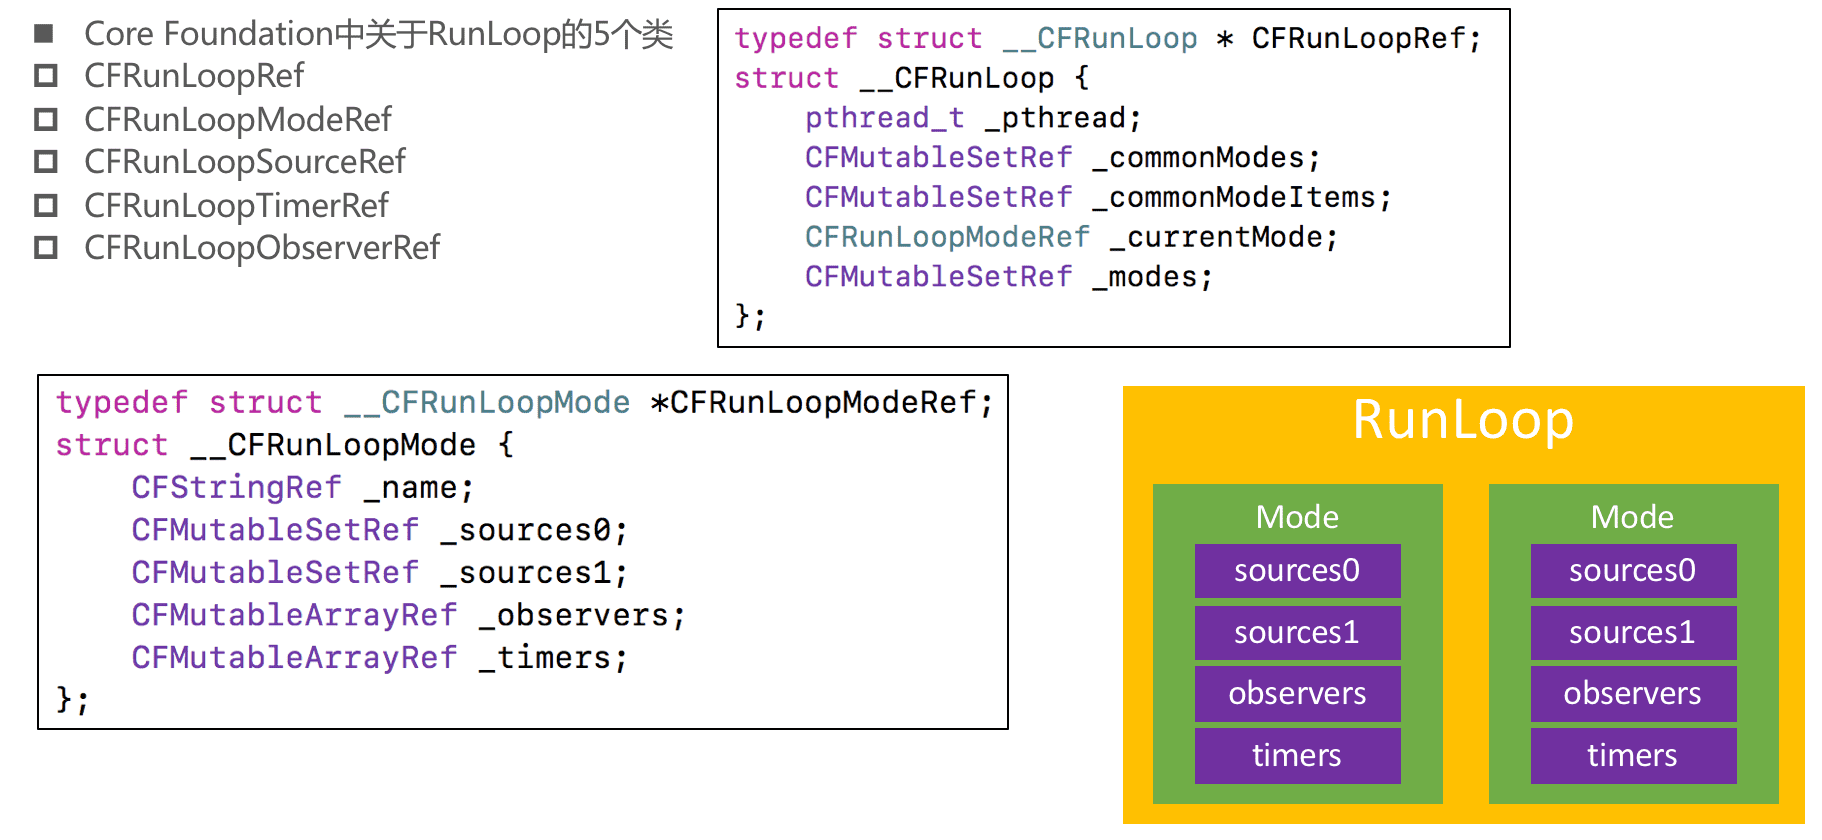 Core Foundation中关于RunLoop的5个类
CFRunLoopRef
CFRunLoopModeRef
CFRunLoopSourceRef
CFRunLoopTimerRef
CFRunLoopObserverRef
typedef struct __CFRunLoop * CFRunLoopRef;
struct __CFRunLoop {
    pthread_t _pthread;
    CFMutableSetRef _commonModes;
    CFMutableSetRef _commonModeItems;
    CFRunLoopModeRef _currentMode;
    CFMutableSetRef _modes;
};
typedef struct __CFRunLoopMode *CFRunLoopModeRef;
struct __CFRunLoopMode {
    CFStringRef _name;
    CFMutableSetRef _sources0;
    CFMutableSetRef _sources1;
    CFMutableArrayRef _observers;
    CFMutableArrayRef _timers;
};
RunLoop
Mode
sources0
sources1
observers
timers
Mode
sources0
sources1
observers
timers